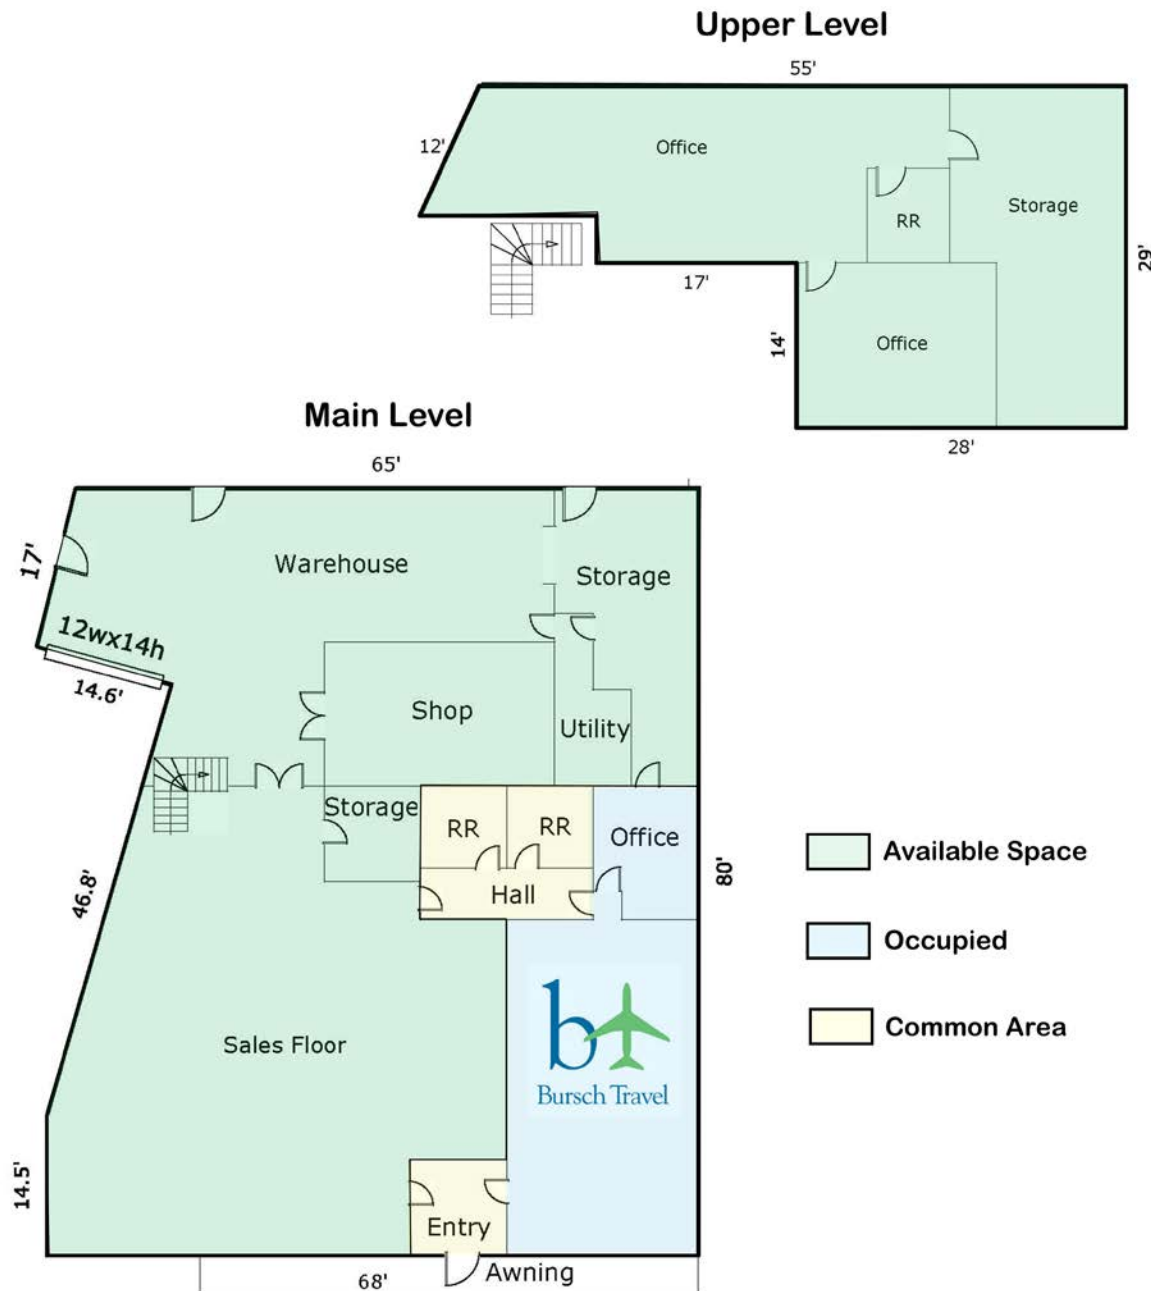 Upper Level
55'
12'
Office
RR
Storage
29'
17'
14'
Office
28'
Main Level
65'
17'
Warehouse
Storage
12wx14h
14.6'
Shop
Utility
Storage
RR
RR
Office
Hall
46.8'
80'
Available Space
Occupied
Common Area
Sales Floor
b
Bursch Travel
14.5'
Entry
68'
Awning